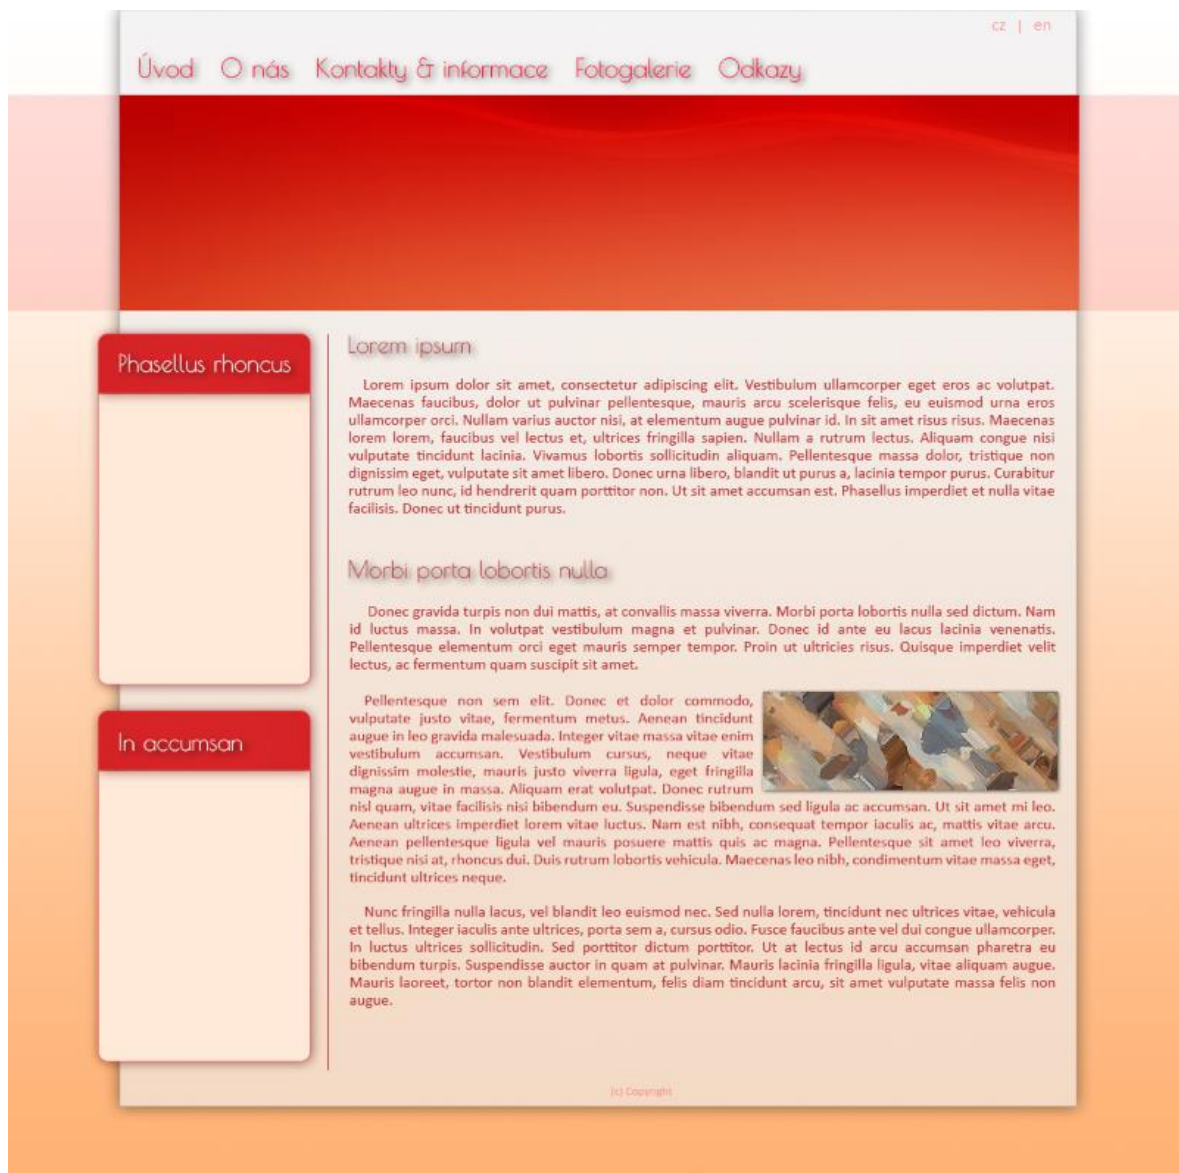 cz | en
Úvod O nás Kontakty & informace Fotogalerie Odkazy
Phasellus rhoncus
In accumsan
Lorem ipsum
Lorem ipsum dolor sit amet, consectetur adipiscing elit. Vestibulum ullamcorper eget eros ac volutpat.
Maecenas faucibus, dolor ut pulvinar pellentesque, mauris arcu scelerisque felis, eu euismod urna eros
ullamcorper orci. Nullam varius auctor nisi, at elementum augue pulvinar id. In sit amet risus risus. Maecenas
lorem lorem, faucibus vel lectus et, ultrices fringilla sapien. Nullam a rutrum lectus. Aliquam congue nisi
vulputate tincidunt lacinia. Vivamus lobortis sollicitudin aliquam. Pellentesque massa dolor, tristique non
dignissim eget, vulputate sit amet libero. Donec urna libero, blandit ut purus a, lacinia tempor purus. Curabitur
rutrum leo nunc, id hendrerit quam porttitor non. Ut sit amet accumsan est. Phasellus imperdiet et nulla vitae
facilisis. Donec ut tincidunt purus.
Morbi porta lobortis nulla
Donec gravida turpis non dui mattis, at convallis massa viverra. Morbi porta lobortis nulla sed dictum. Nam
id luctus massa. In volutpat vestibulum magna et pulvinar. Donec id ante eu lacus lacinia venenatis.
Pellentesque elementum orci eget mauris semper tempor. Proin ut ultricies risus. Quisque imperdiet velit
lectus, ac fermentum quam suscipit sit amet.
Pellentesque non sem elit. Donec et dolor commodo,
vulputate justo vitae, fermentum metus. Aenean tincidunt
augue in leo gravida malesuada. Integer vitae massa vitae enim
vestibulum accumsan. Vestibulum cursus, neque vitae
dignissim molestie, mauris justo viverra ligula, eget fringilla
magna augue in massa. Aliquam erat volutpat. Donec rutrum
nisl quam, vitae facilisis nisi bibendum eu. Suspendisse bibendum sed ligula ac accumsan. Ut sit amet mi leo.
Aenean ultrices imperdiet lorem vitae luctus. Nam est nibh, consequat tempor iaculis ac, mattis vitae arcu.
Aenean pellentesque ligula vel mauris posuere mattis quis ac magna. Pellentesque sit amet leo viverra,
tristique nisi at, rhoncus dui. Duis rutrum lobortis vehicula. Maecenas leo nibh, condimentum vitae massa eget,
tincidunt ultrices neque.
Nunc fringilla nulla lacus, vel blandit leo euismod nec. Sed nulla lorem, tincidunt nec ultrices vitae, vehicula
et tellus. Integer iaculis ante ultrices, porta sem a, cursus odio. Fusce faucibus ante vel dui congue ullamcorper.
In luctus ultrices sollicitudin. Sed porttitor dictum porttitor. Ut at lectus id arcu accumsan pharetra eu
bibendum turpis. Suspendisse auctor in quam at pulvinar. Mauris lacinia fringilla ligula, vitae aliquam augue.
Mauris laoreet, tortor non blandit elementum, felis diam tincidunt arcu, sit amet vulputate massa felis non
augue.
(c) Copyright